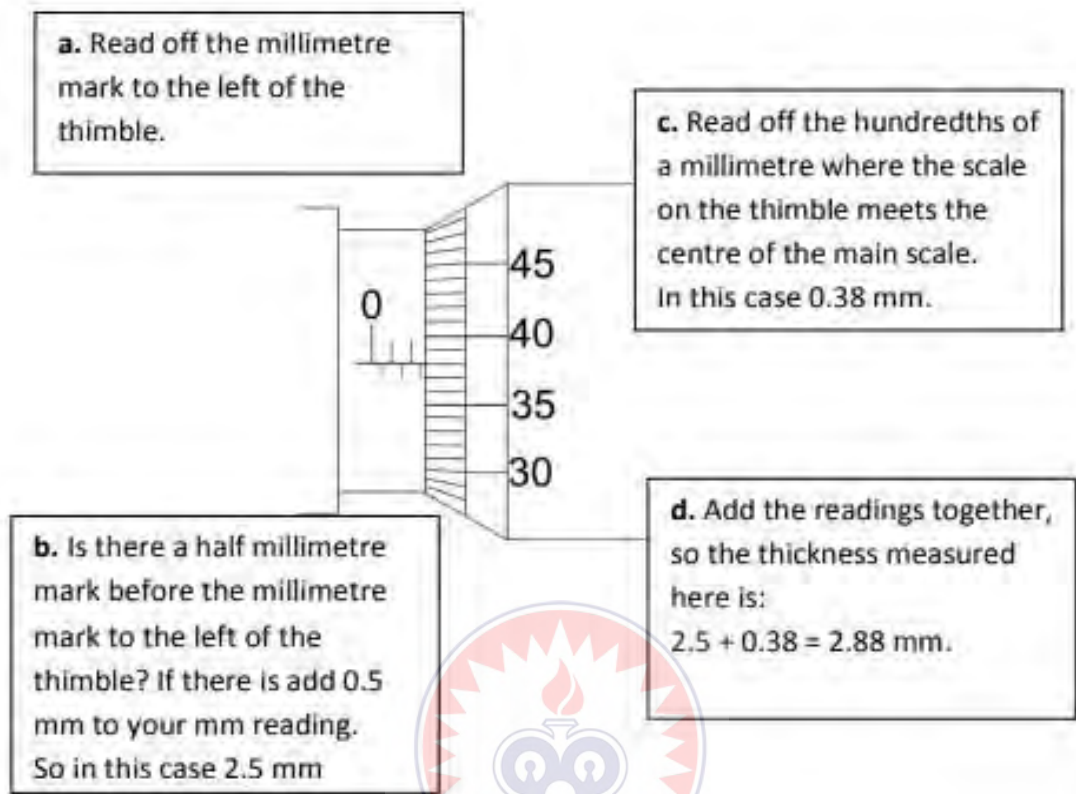 a. Read off the millimetre
mark to the left of the
thimble.
c. Read off the hundredths of
a millimetre where the scale
on the thimble meets the
centre of the main scale.
In this case 0.38 mm.
0
45
40
35
30
b. Is there a half millimetre
mark before the millimetre
mark to the left of the
thimble? If there is add 0.5
mm to your mm reading.
So in this case 2.5 mm
d. Add the readings together,
so the thickness measured
here is:
2.5 + 0.38 = 2.88 mm.